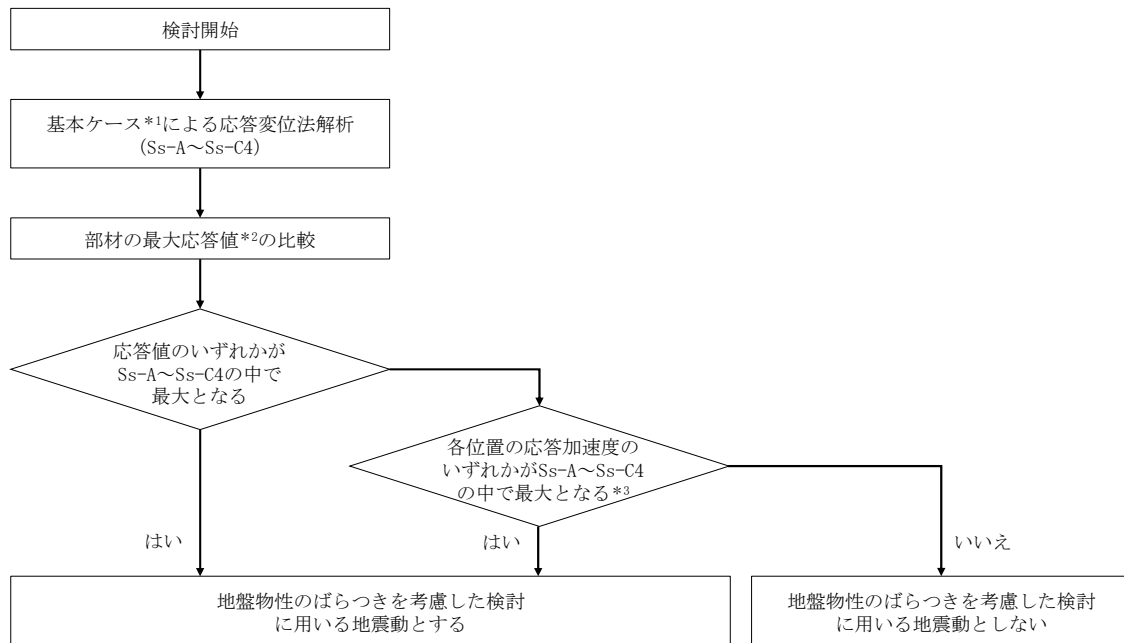 検討開始
基本ケース*1による応答変位法解析
(Ss-A～Ss-C4)
部材の最大応答値*2の比較
応答値のいずれかが
Ss-A～Ss-C4の中で
最大となる
各位置の応答加速度の
いずれかがSs-A～Ss-C4
の中で最大となる*3
はい
はい
いいえ
地盤物性のばらつきを考慮した検討
に用いる地震動とする
地盤物性のばらつきを考慮した検討
に用いる地震動としない